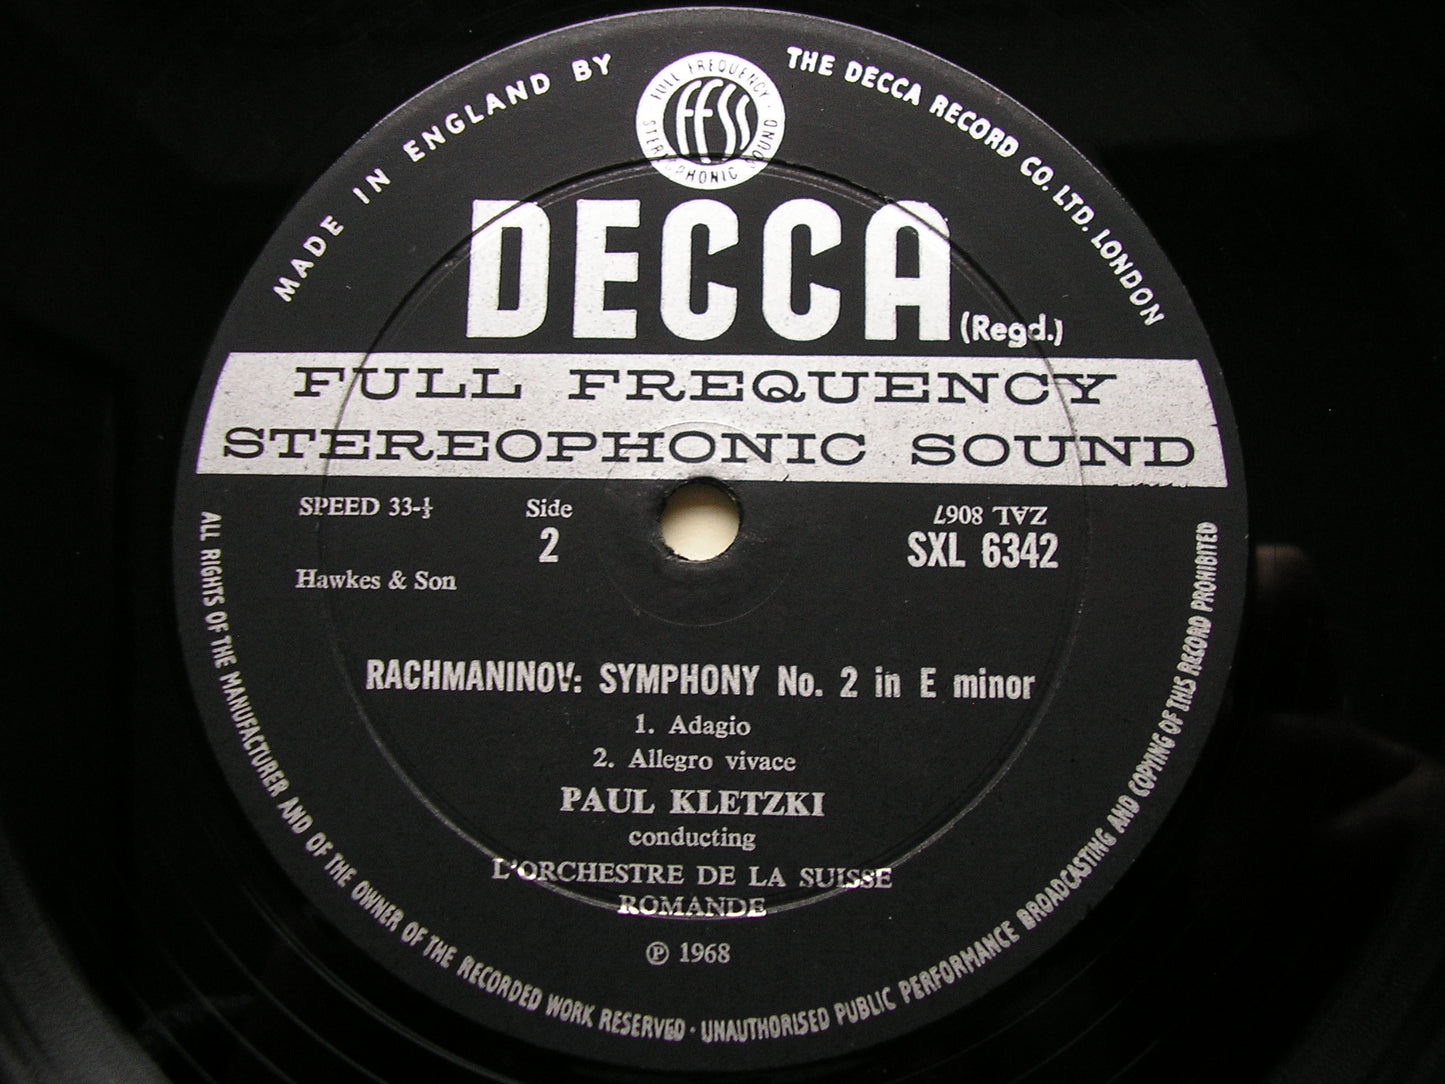 MADE IN ENGLAND BY
THE DECCA RECORD CO. LTD. LONDON
FULL FREQUENCY
ffss
STEREOPHONIC SOUND
DECCA
(Regd.)
FULL FREQUENCY
STEREOPHONIC SOUND
SPEED 33-⅓
Side
2
ZAL 8067
SXL 6342
Hawkes & Son
RACHMANINOV: SYMPHONY No. 2 in E minor
1. Adagio
2. Allegro vivace
PAUL KLETZKI
conducting
L'ORCHESTRE DE LA SUISSE
ROMANDE
℗ 1968
ALL RIGHTS OF THE MANUFACTURER AND OF THE OWNER OF THE RECORDED WORK RESERVED · UNAUTHORISED PUBLIC PERFORMANCE BROADCASTING AND COPYING OF THIS RECORD PROHIBITED